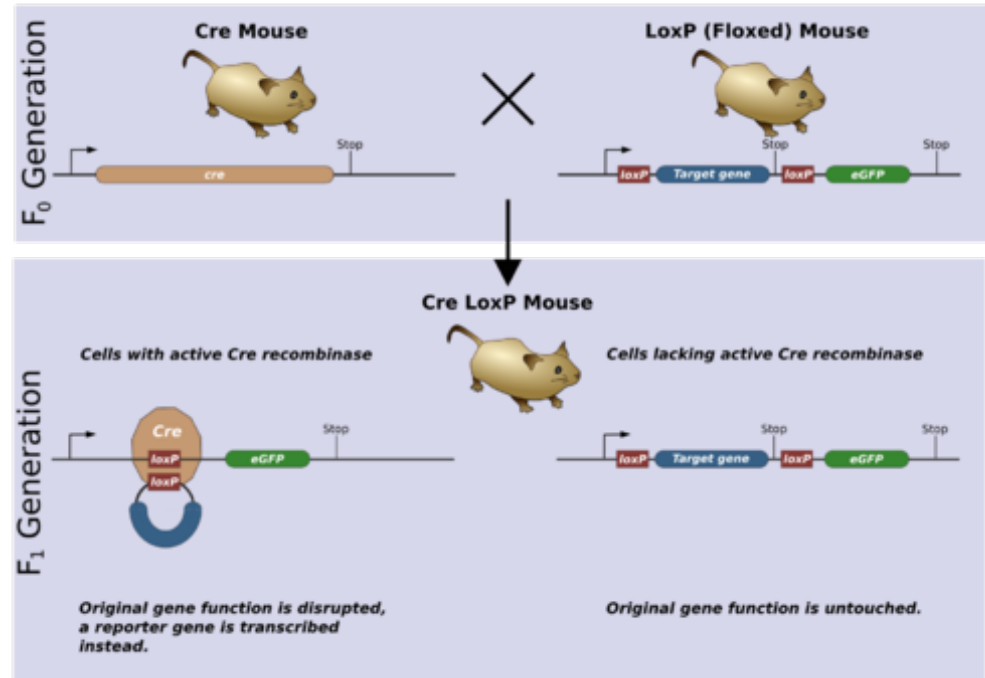 F0 Generation
Cre Mouse
LoxP (Floxed) Mouse
Stop
cre
Stop
Stop
loxP
Target gene
loxP
eGFP
F1 Generation
Cre LoxP Mouse
Cells with active Cre recombinase
Cells lacking active Cre recombinase
Cre
loxP
loxP
eGFP
Stop
Stop
Stop
loxP
Target gene
loxP
eGFP
Original gene function is disrupted,
a reporter gene is transcribed
instead.
Original gene function is untouched.